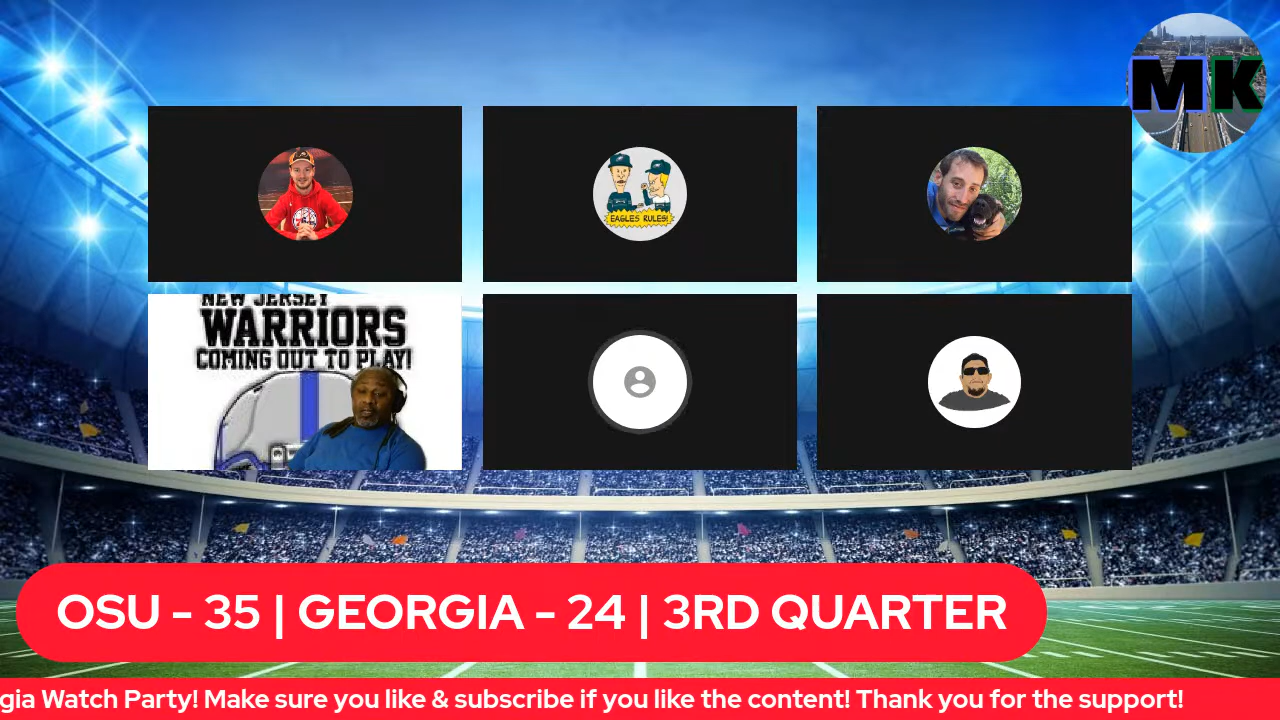 MK
EAGLES RULES!
NEW JERSEY
WARRIORS
COMING OUT TO PLAY!
OSU - 35 | GEORGIA - 24 | 3RD QUARTER
gia Watch Party! Make sure you like & subscribe if you like the content! Thank you for the support!